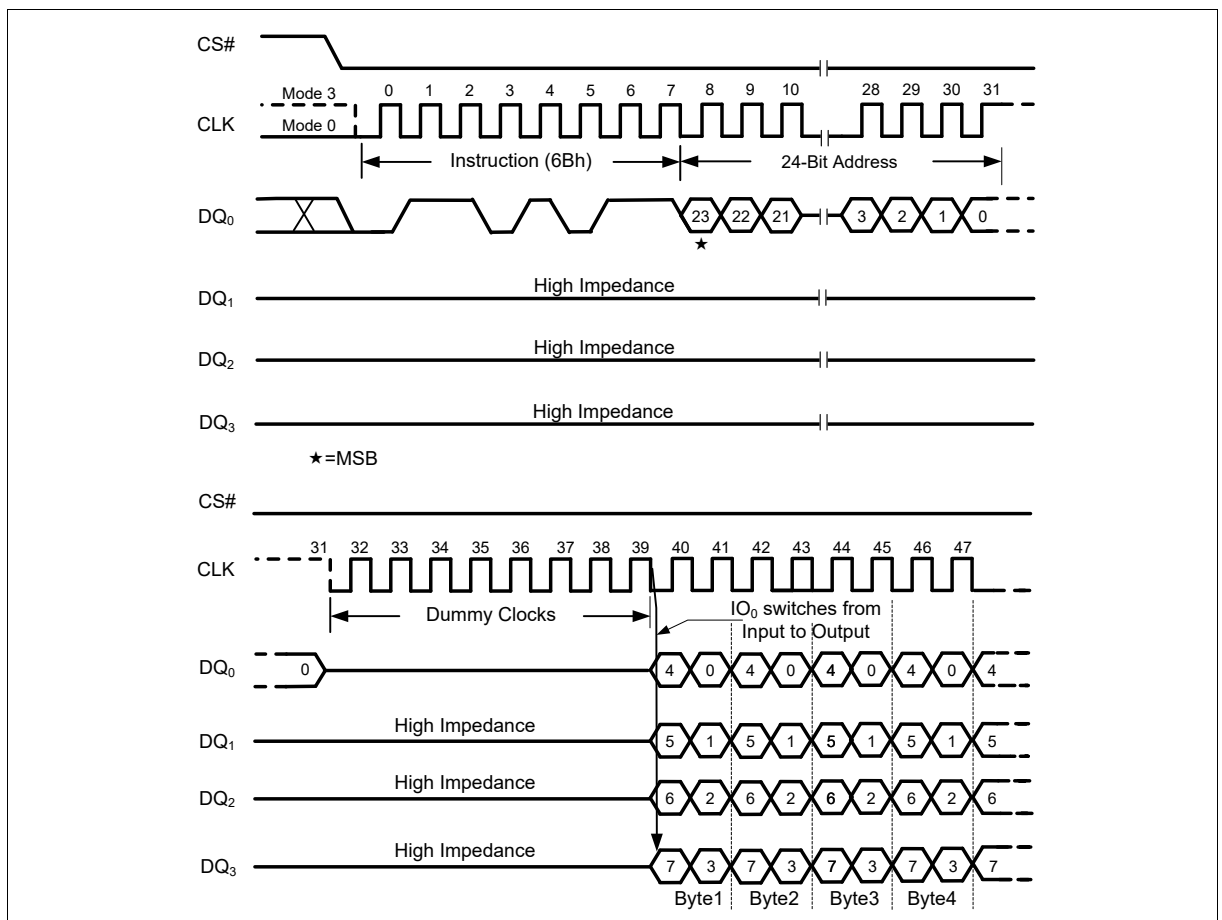 CS#
Mode 3 0 1 2 3 4 5 6 7 8 9 10 28 29 30 31
CLK Mode 0
Instruction (6Bh) 24-Bit Address
DQ0 23 22 21 3 2 1 0
★
High Impedance
DQ1
High Impedance
DQ2
High Impedance
DQ3
★=MSB
CS#
31 32 33 34 35 36 37 38 39 40 41 42 43 44 45 46 47
CLK
Dummy Clocks
IO0 switches from
Input to Output
DQ0 0 4 0 4 0 4 0 4 0 4
High Impedance
DQ1 5 1 5 1 5 1 5 1 5
High Impedance
DQ2 6 2 6 2 6 2 6 2 6
High Impedance
DQ3 7 3 7 3 7 3 7 3 7
Byte1 Byte2 Byte3 Byte4